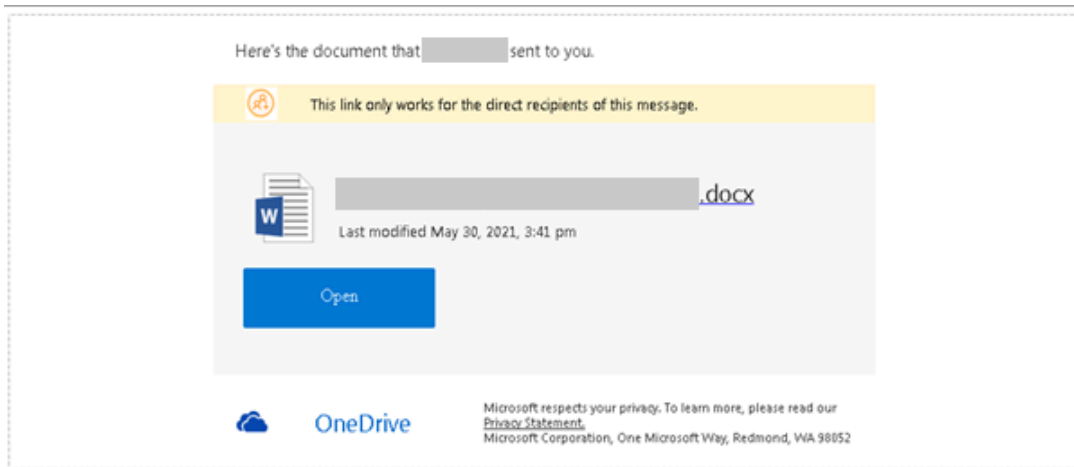 Here's the document that sent to you.
This link only works for the direct recipients of this message.
W
.docx
Last modified May 30, 2021, 3:41 pm
Open
OneDrive
Microsoft respects your privacy. To learn more, please read our
Privacy Statement.
Microsoft Corporation, One Microsoft Way, Redmond, WA 98052